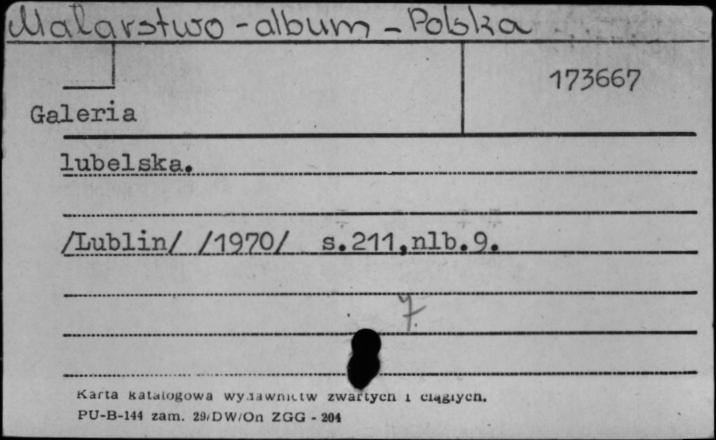 Malarstwo - album - Polska
173667
Galeria
lubelska.
/Lublin/ /1970/ s.211,nlb.9.
7
Karta katalogowa wydawnictw zwartych i ciągłych.
PU-B-144 zam. 29/DW/On ZGG - 204